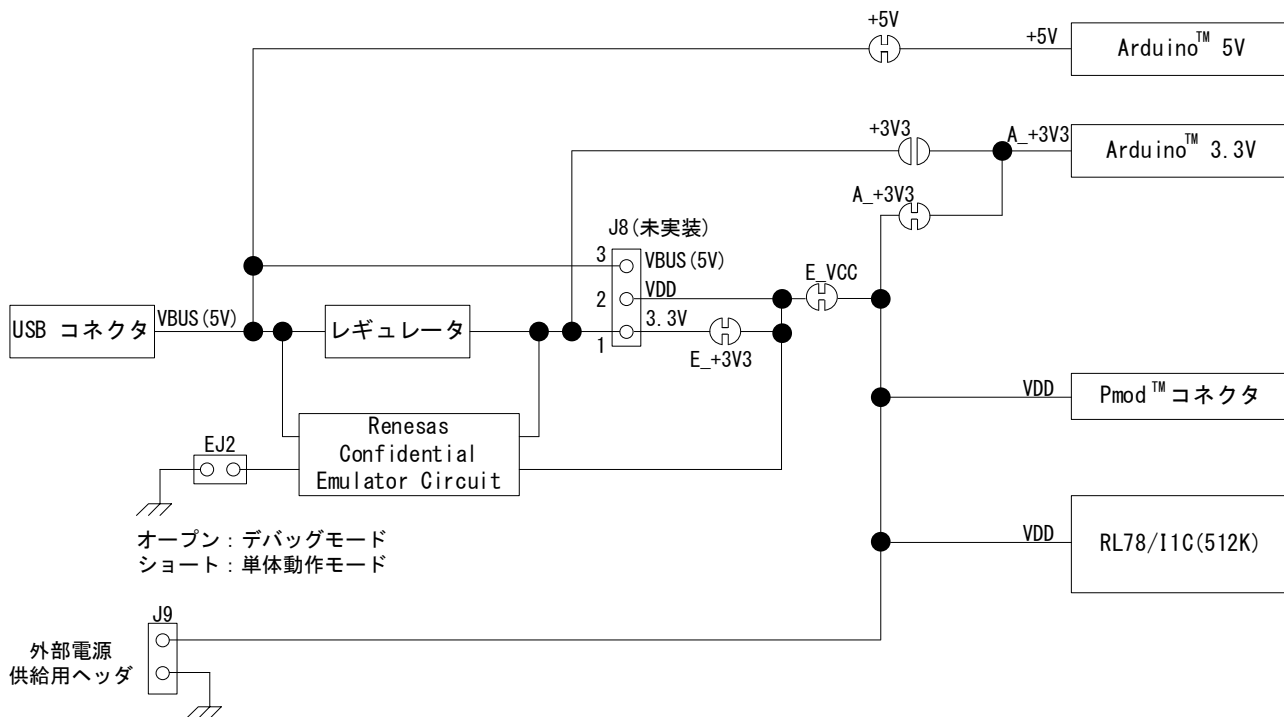 +5V
+5V
Arduino™ 5V
+3V3
A_+3V3
Arduino™ 3.3V
A_+3V3
J8(未実装)
3
VBUS(5V)
E_VCC
2
VDD
USB コネクタ
VBUS(5V)
レギュレータ
3.3V
1
E_+3V3
VDD
Pmod™コネクタ
EJ2
Renesas
Confidential
Emulator Circuit
オープン：デバッグモード
ショート：単体動作モード
VDD
RL78/I1C(512K)
J9
外部電源
供給用ヘッダ